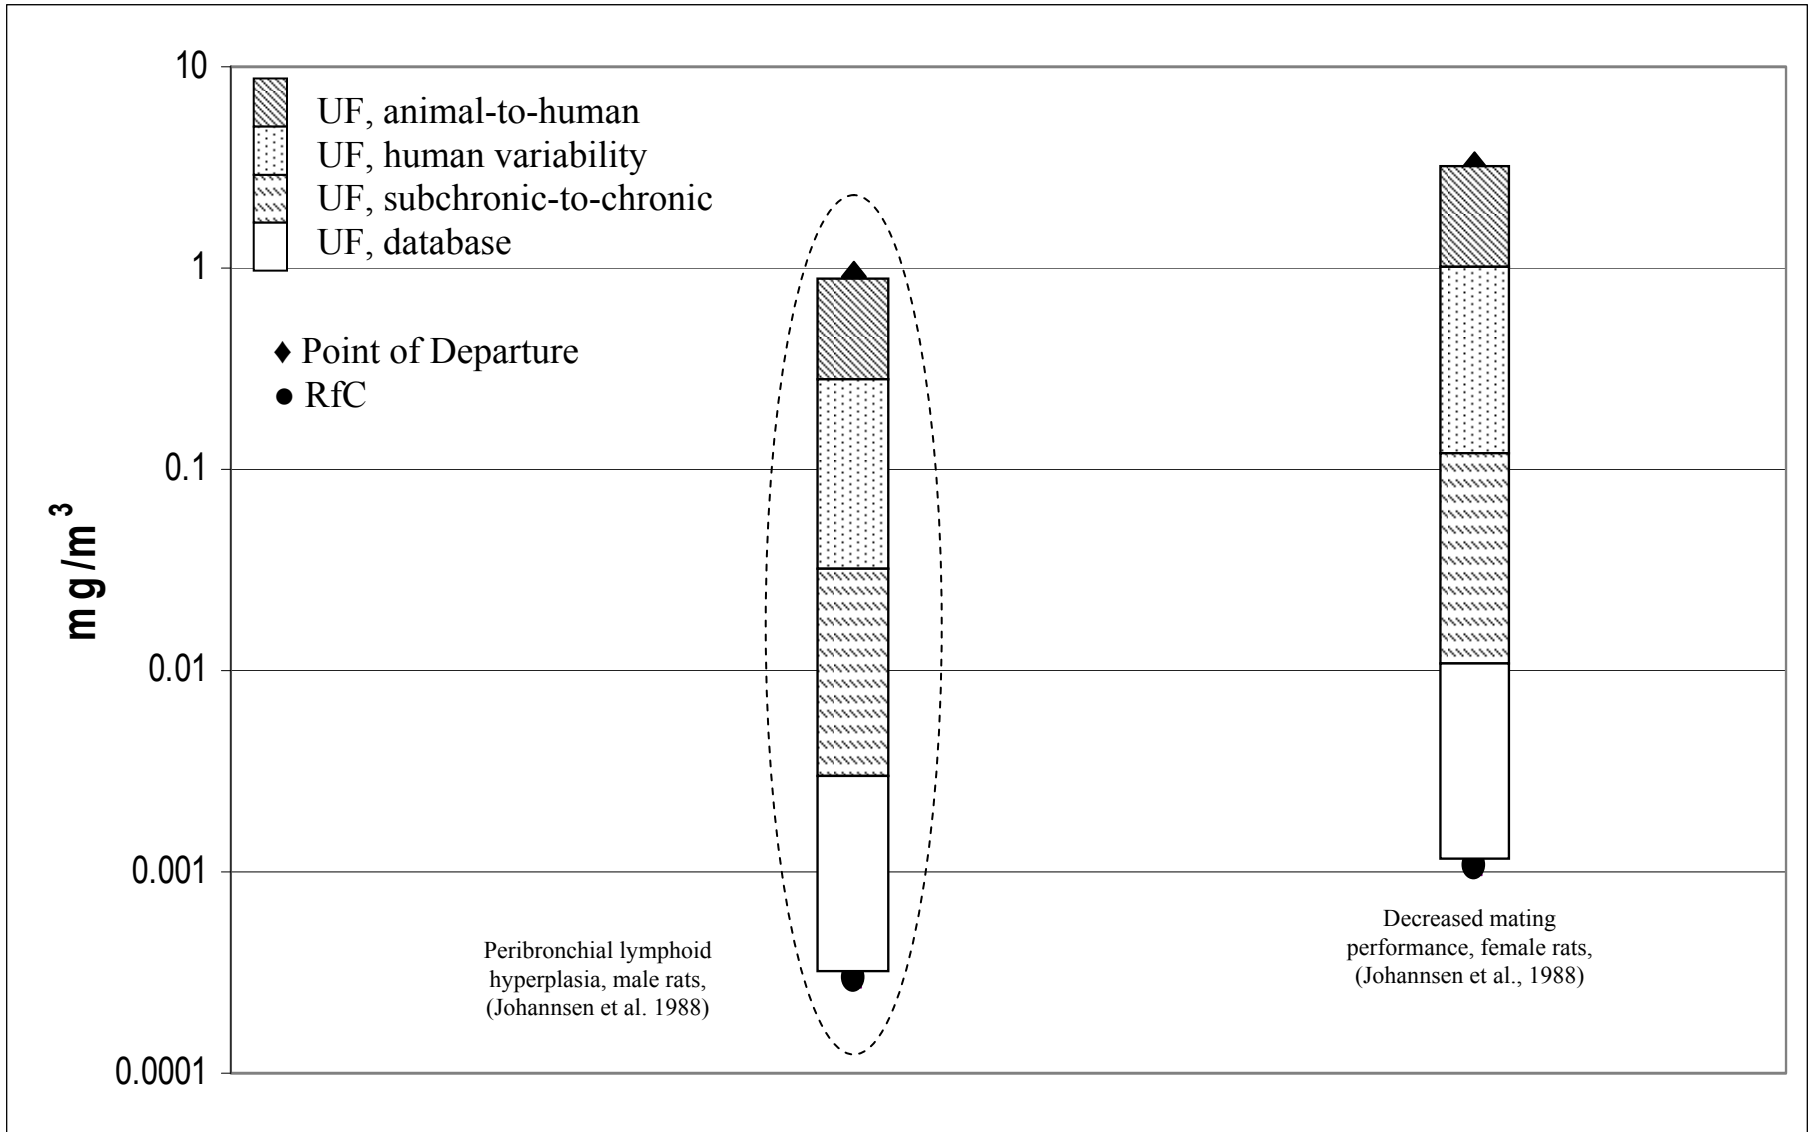 10
UF, animal-to-human
UF, human variability
UF, subchronic-to-chronic
UF, database
1
♦ Point of Departure
● RfC
0.1
mg/m³
0.01
0.001
Peribronchial lymphoid
hyperplasia, male rats,
(Johannsen et al. 1988)
Decreased mating
performance, female rats,
(Johannsen et al., 1988)
0.0001